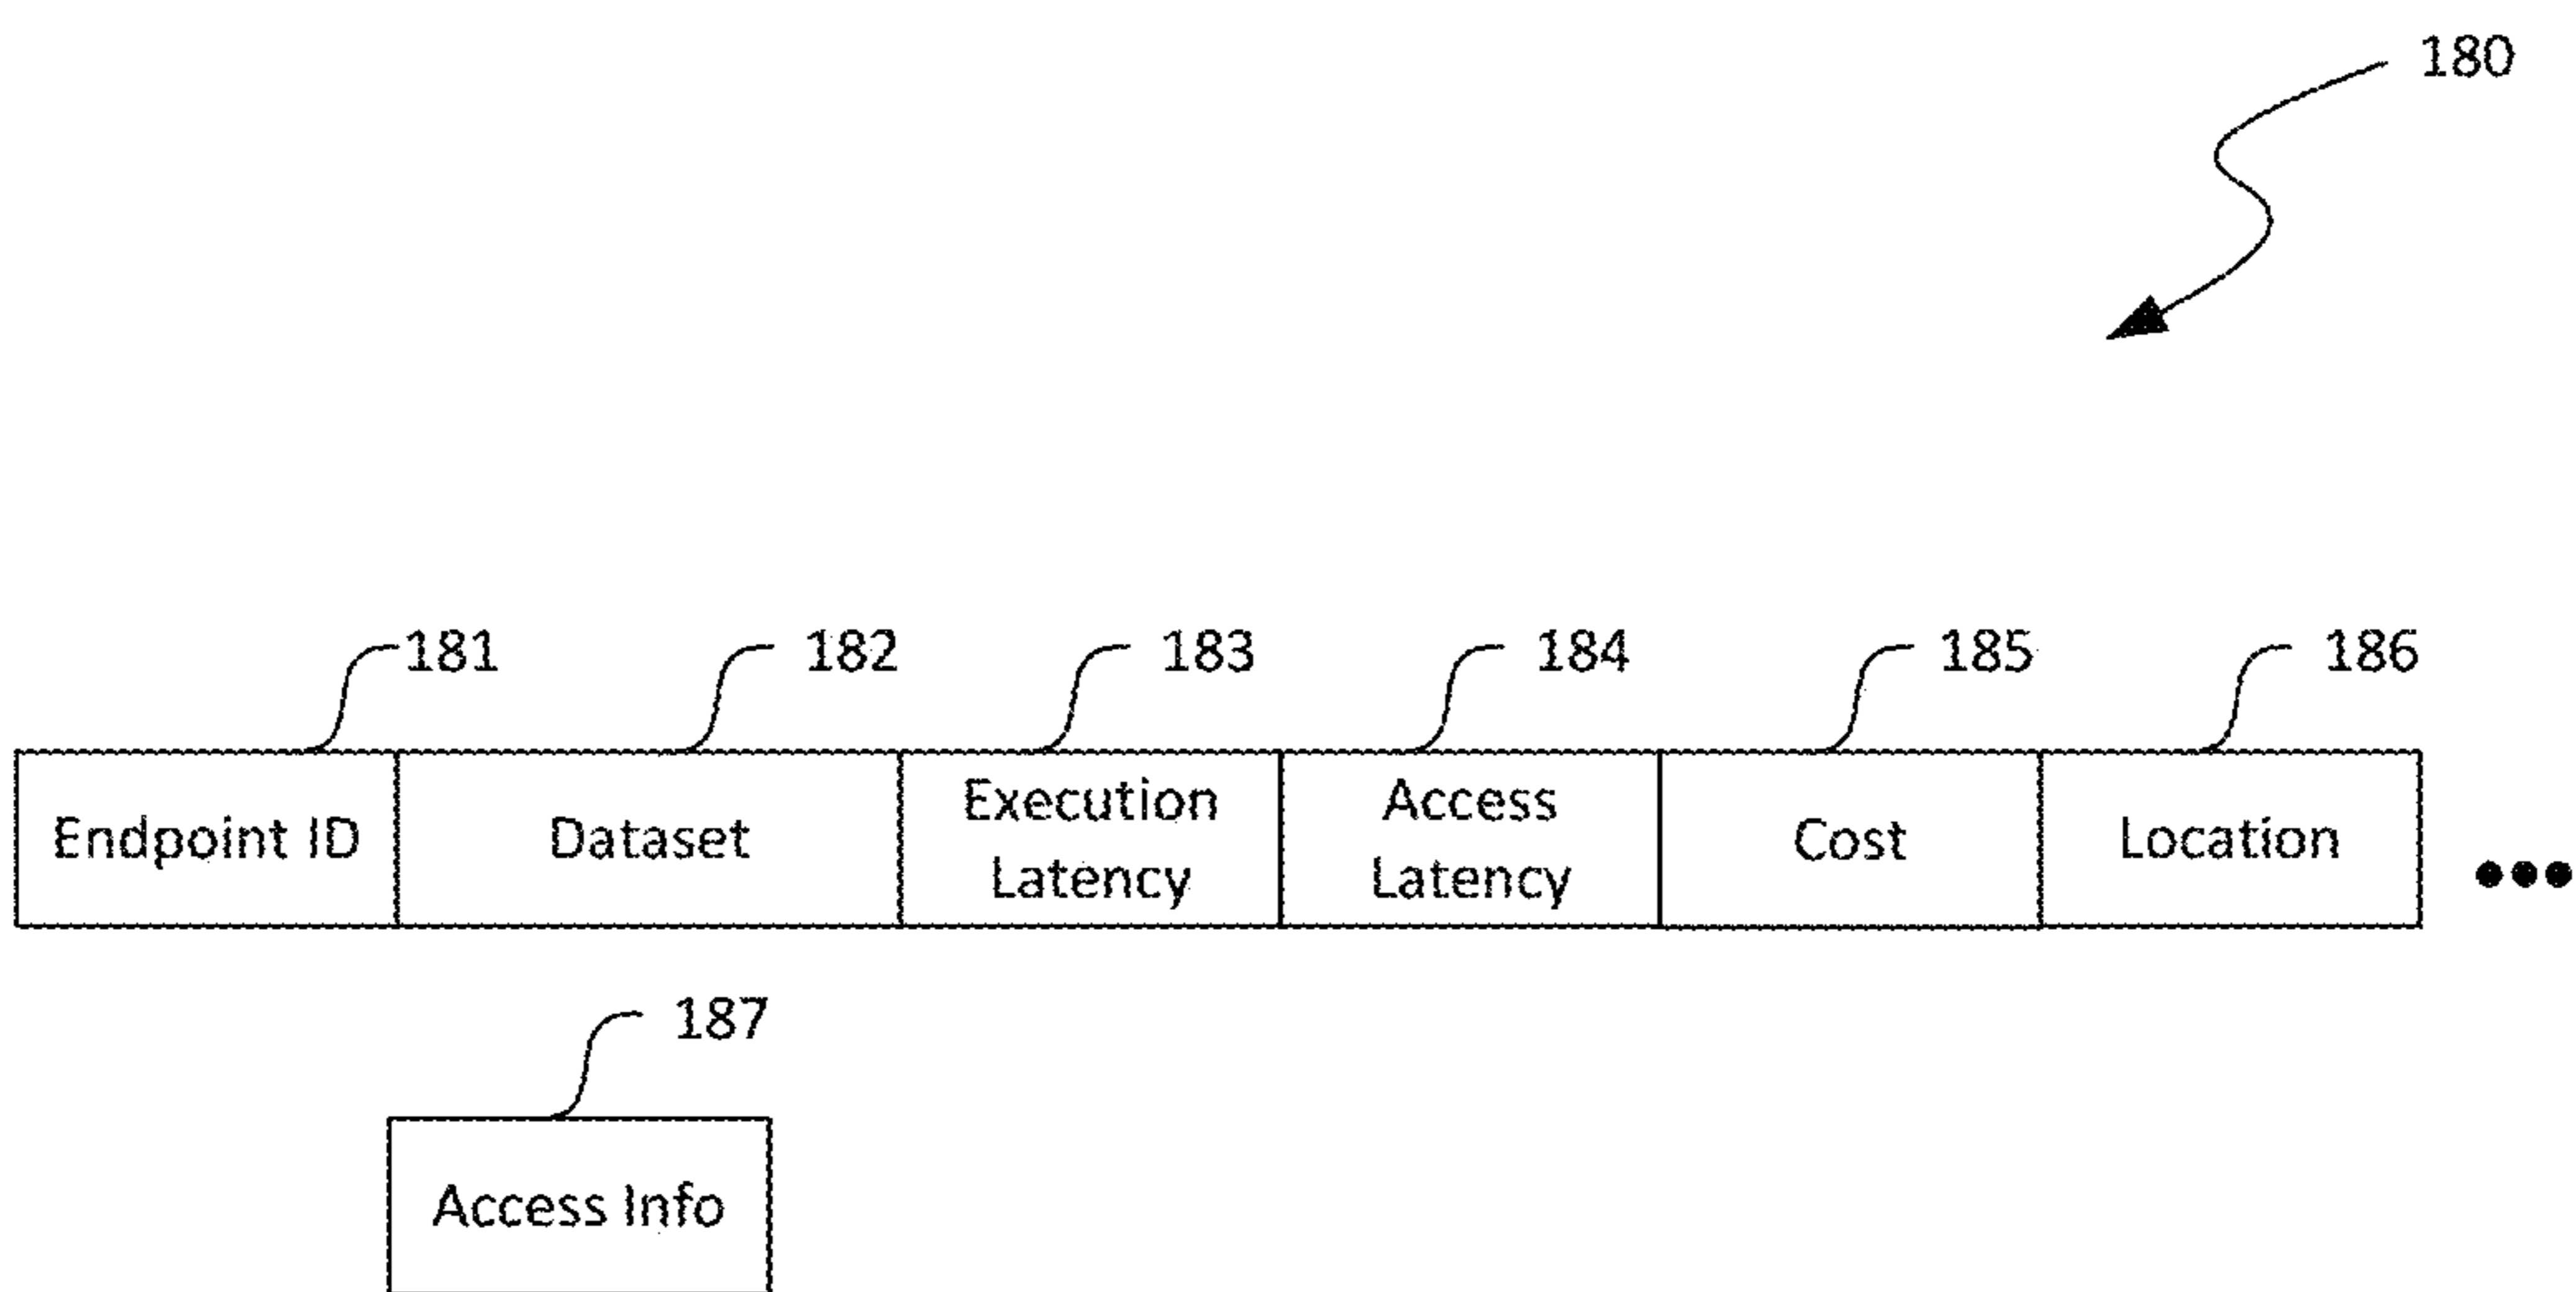 180
181 182 183 184 185 186
Endpoint ID
Dataset
Execution
Latency
Access
Latency
Cost
Location
187
Access Info